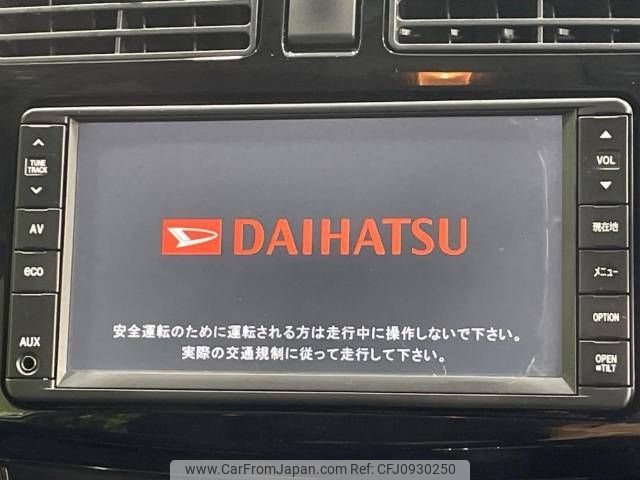 TUNE
TRACK
AV
eco
AUX
DAIHATSU
安全運転のために運転される方は走行中に操作しないで下さい。
実際の交通規制に従って走行して下さい。
VOL
現在地
メニュー
OPTION
OPEN
TILT
www.CarFromJapan.com | Ref.No CFJ0930250